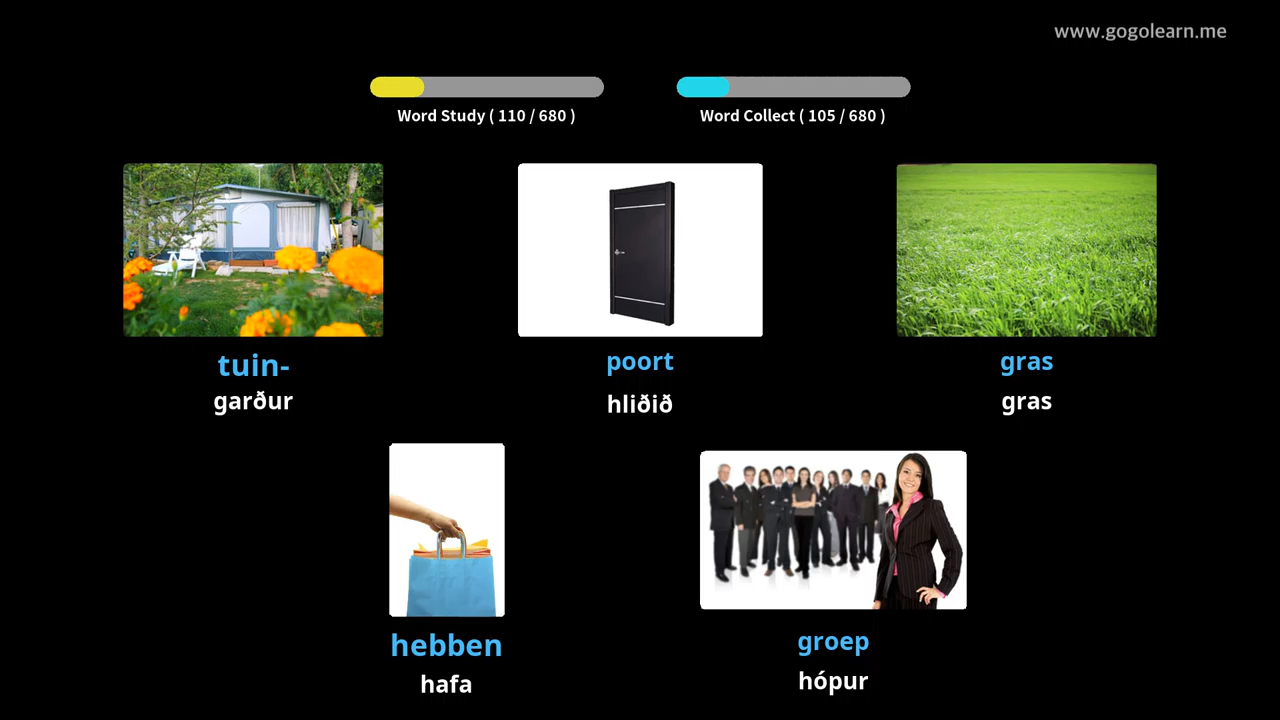 www.gogolearn.me
Word Study ( 110 / 680 )
Word Collect ( 105 / 680 )
tuin-
garður
poort
hliðið
gras
gras
hebben
hafa
groep
hópur